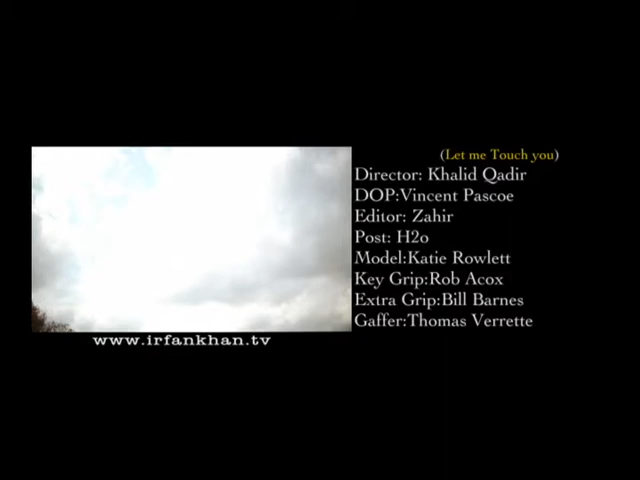 (Let me Touch you)
Director: Khalid Qadir
DOP:Vincent Pascoe
Editor: Zahir
Post: H2o
Model:Katie Rowlett
Key Grip:Rob Acox
Extra Grip:Bill Barnes
Gaffer:Thomas Verrette
www.irfankhan.tv